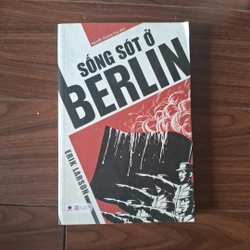 SỐNG SÓT Ở
BERLIN
ERIK LARSON